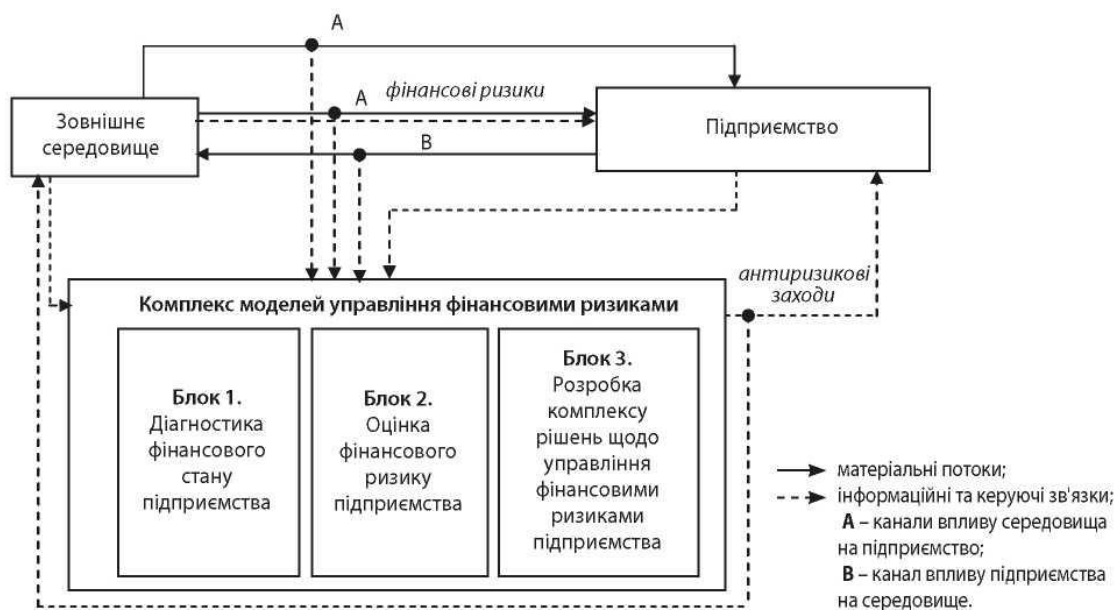 A
фінансові ризики
A
Зовнішнє
середовище
Підприємство
B
антиризикові
заходи
Комплекс моделей управління фінансовими ризиками
Блок 1.
Діагностика
фінансового
стану
підприємства
Блок 2.
Оцінка
фінансового
ризику
підприємства
Блок 3.
Розробка
комплексу
рішень щодо
управління
фінансовими
ризиками
підприємства
матеріальні потоки;
інформаційні та керуючі зв'язки;
A – канали впливу середовища
на підприємство;
B – канал впливу підприємства
на середовище.